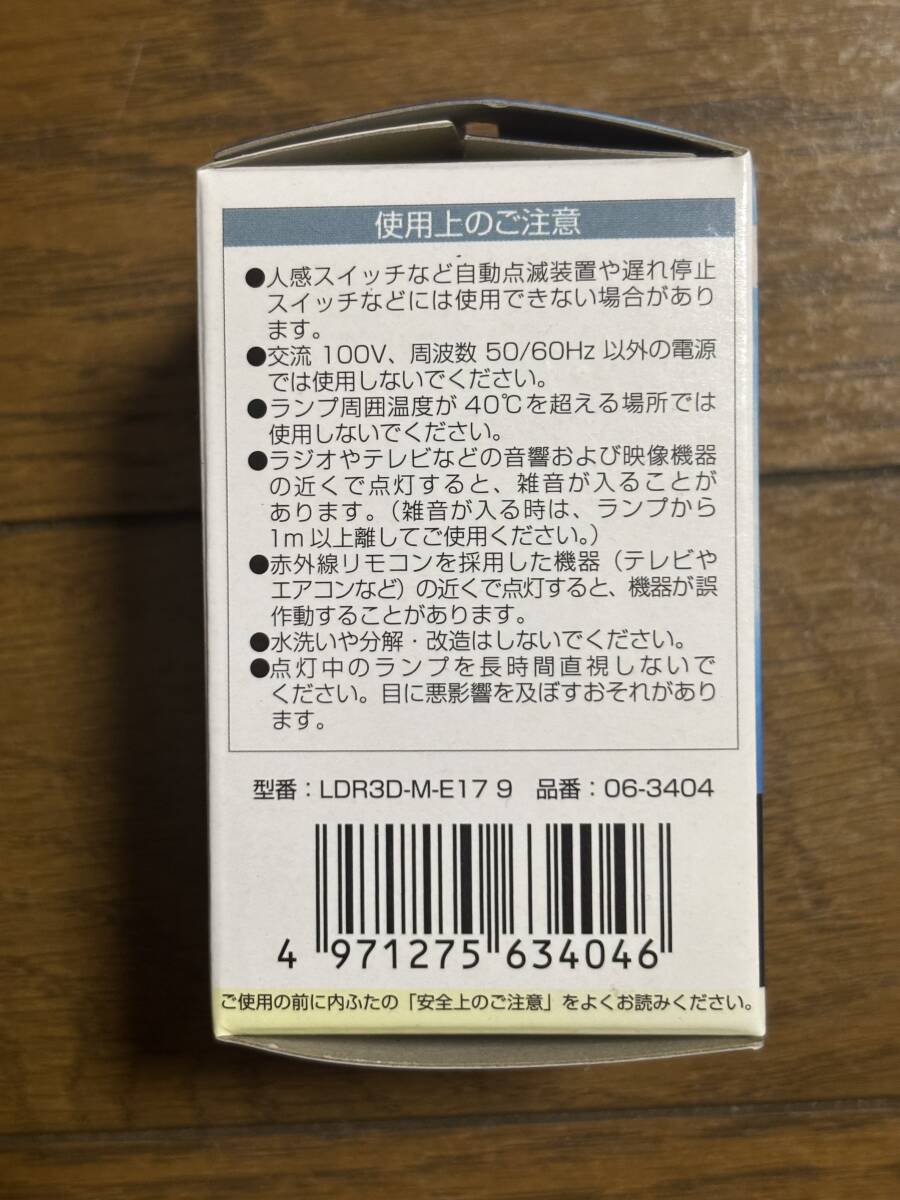 使用上のご注意
●人感スイッチなど自動点滅装置や遅れ停止
スイッチなどには使用できない場合があり
ます。
●交流 100V、周波数 50/60Hz 以外の電源
では使用しないでください。
●ランプ周囲温度が 40℃を超える場所では
使用しないでください。
●ラジオやテレビなどの音響および映像機器
の近くで点灯すると、雑音が入ることが
あります。（雑音が入る時は、ランプから
1m 以上離してご使用ください。）
●赤外線リモコンを採用した機器（テレビや
エアコンなど）の近くで点灯すると、機器が誤
作動することがあります。
●水洗いや分解・改造はしないでください。
●点灯中のランプを長時間直視しないで
ください。目に悪影響を及ぼすおそれがあり
ます。
型番：LDR3D-M-E17 9 品番：06-3404
4 971275 634046
ご使用の前に内ふたの「安全上のご注意」をよくお読みください。